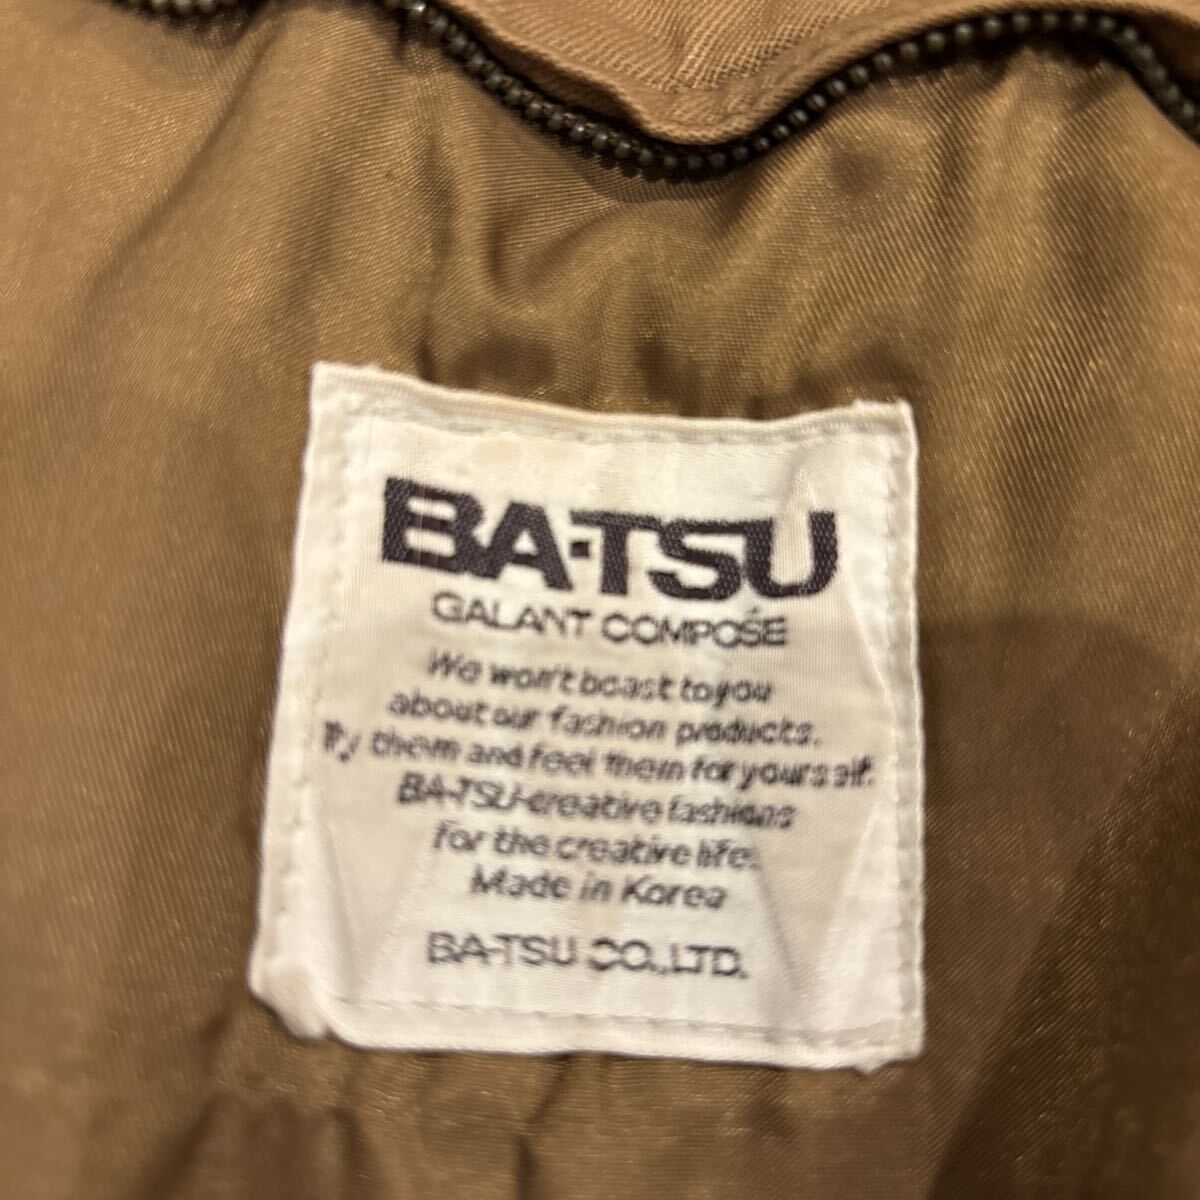 BA-TSU
GALANT COMPOSÉ
We won't boast to you
about our fashion products.
Try them and feel them for yourself.
BA-TSU-creative fashions
for the creative life.
Made in Korea
BA-TSU CO.,LTD.